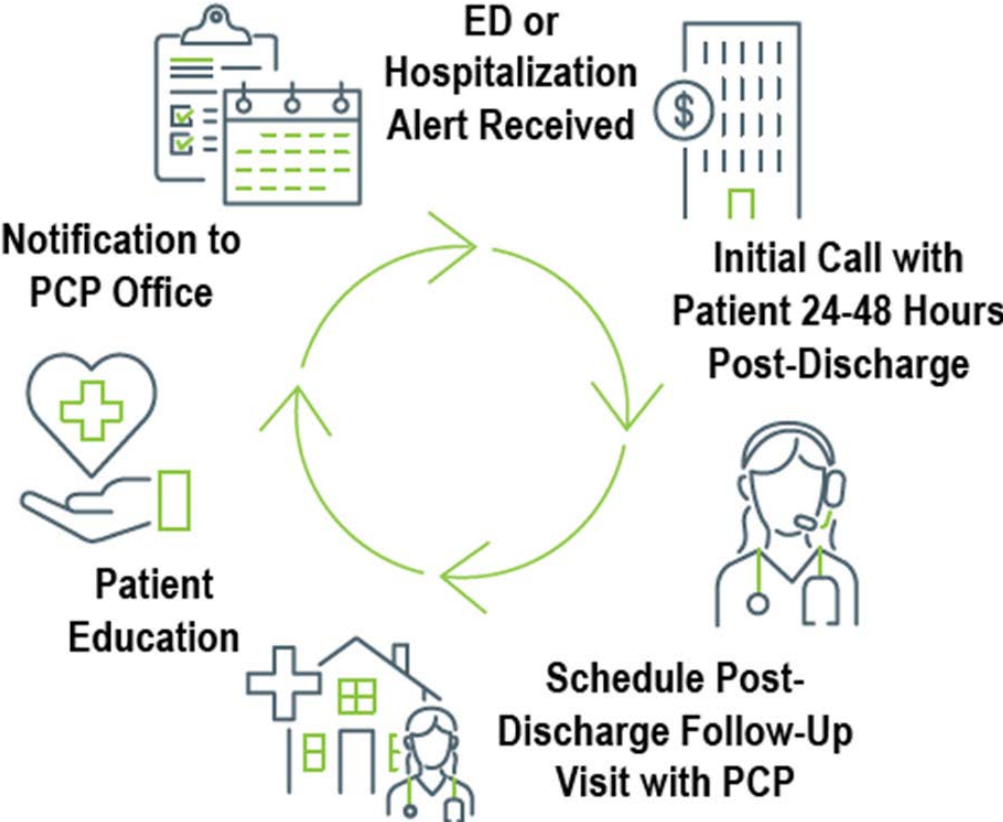 ED or
Hospitalization
Alert Received
$
Initial Call with
Patient 24-48 Hours
Post-Discharge
Schedule Post-
Discharge Follow-Up
Visit with PCP
Patient
Education
Notification to
PCP Office